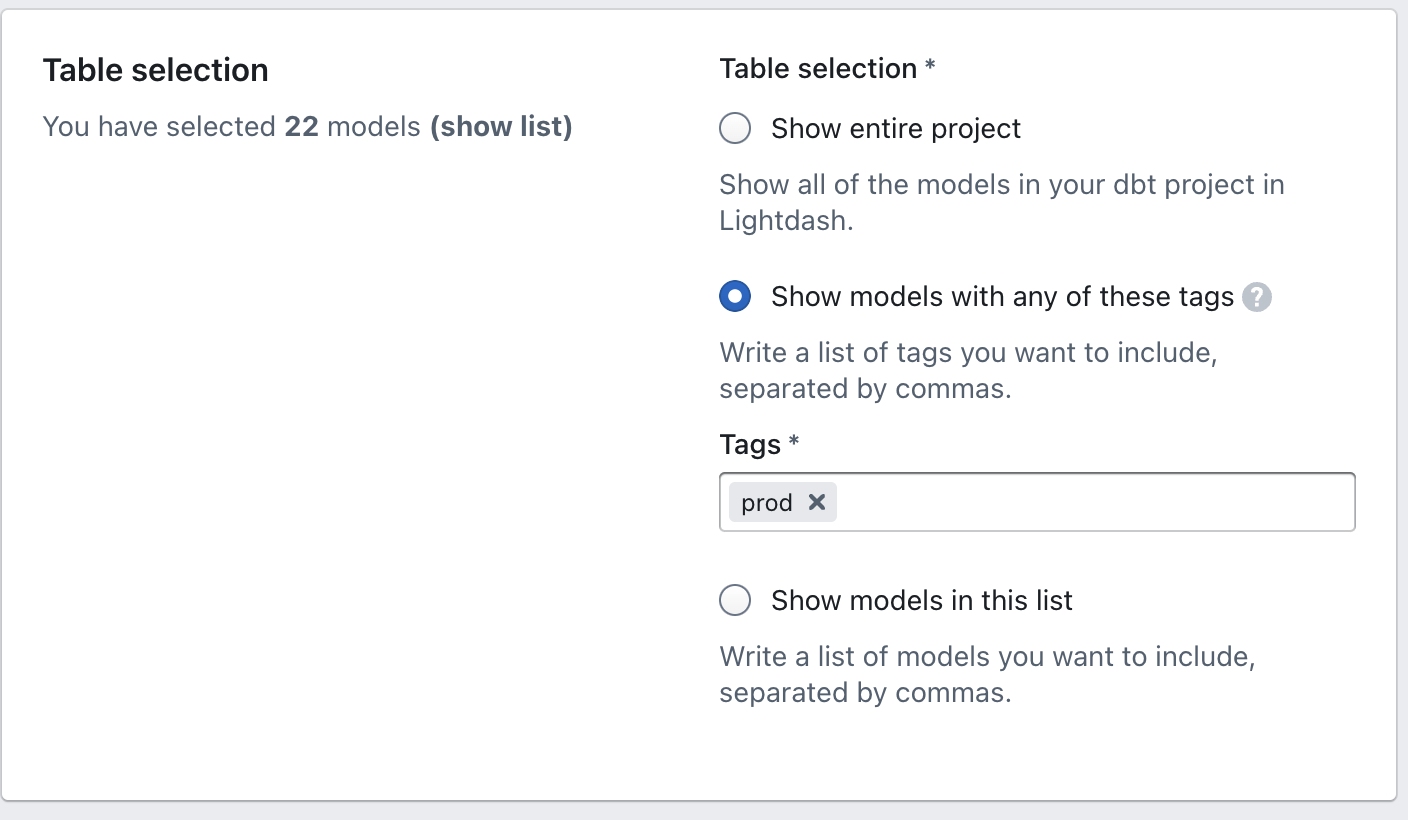 Table selection
You have selected 22 models (show list)
Table selection *
Show entire project
Show all of the models in your dbt project in
Lightdash.
Show models with any of these tags ?
Write a list of tags you want to include,
separated by commas.
Tags *
prod ×
Show models in this list
Write a list of models you want to include,
separated by commas.